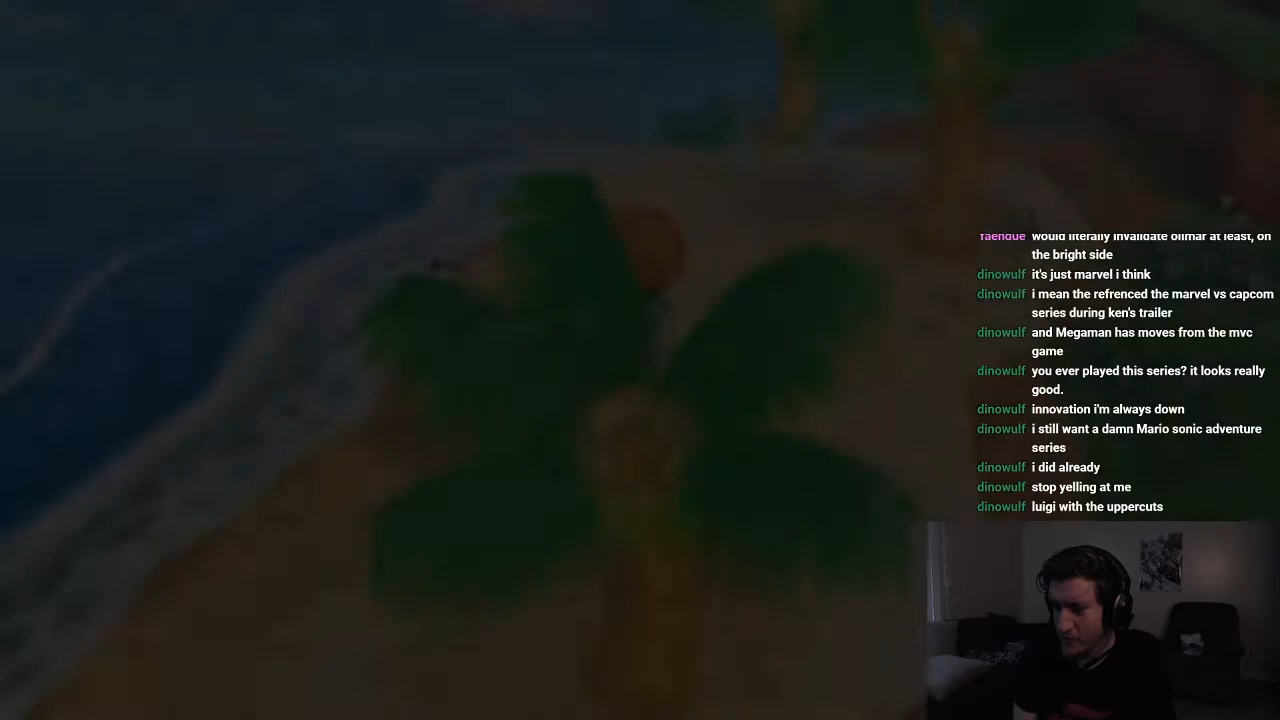 raendue would literally invalidate olimar at least, on
the bright side
dinowulf it's just marvel i think
dinowulf i mean the refrenced the marvel vs capcom
series during ken's trailer
dinowulf and Megaman has moves from the mvc
game
dinowulf you ever played this series? it looks really
good.
dinowulf innovation i'm always down
dinowulf i still want a damn Mario sonic adventure
series
dinowulf i did already
dinowulf stop yelling at me
dinowulf luigi with the uppercuts